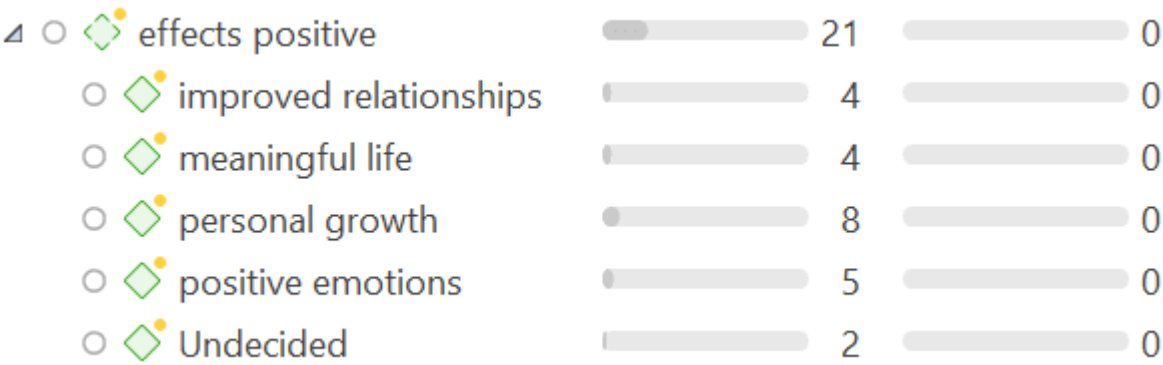 effects positive 21 0
improved relationships 4 0
meaningful life 4 0
personal growth 8 0
positive emotions 5 0
Undecided 2 0